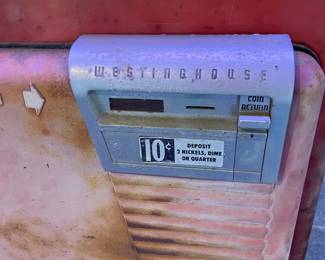 WESTINGHOUSE
COIN
RETURN
10¢
DEPOSIT
2 NICKELS, DIME
OR QUARTER